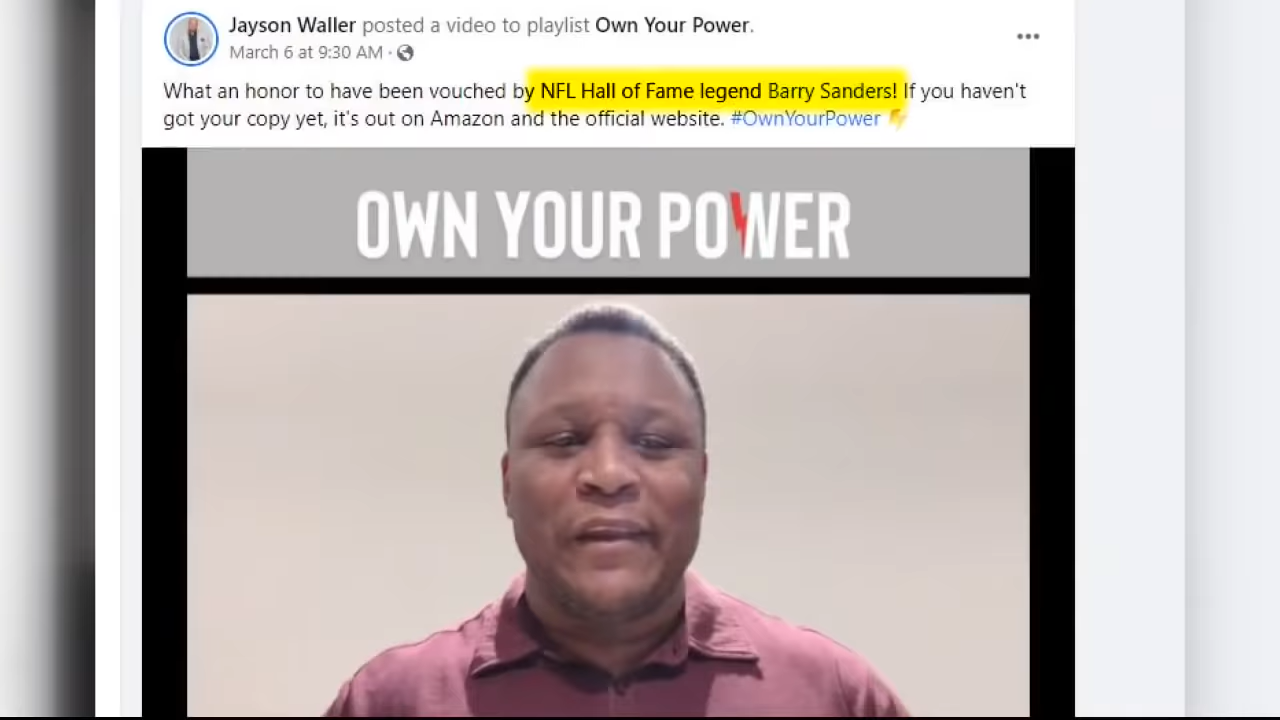 Jayson Waller posted a video to playlist Own Your Power.
March 6 at 9:30 AM ·
What an honor to have been vouched by NFL Hall of Fame legend Barry Sanders! If you haven't
got your copy yet, it's out on Amazon and the official website. #OwnYourPower
OWN YOUR POWER